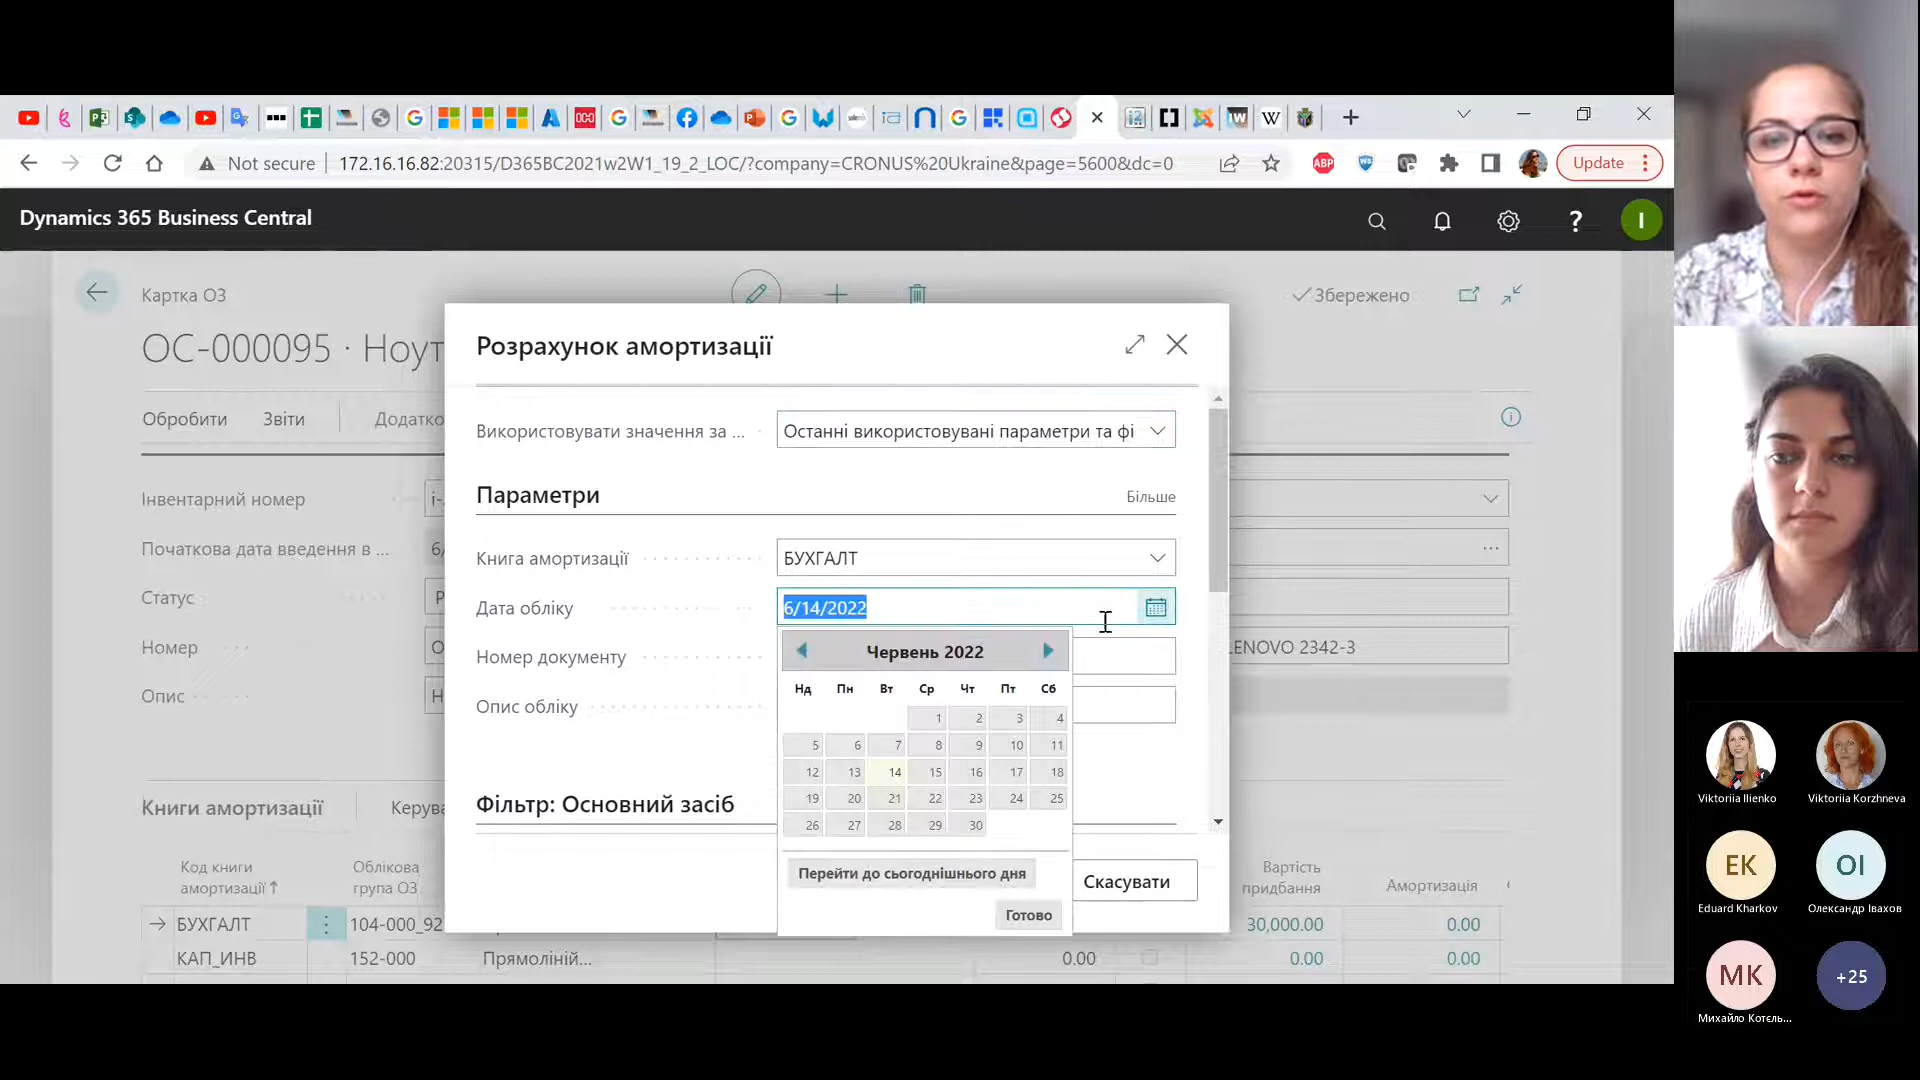 Not secure
172.16.16.82:20315/D365BC2021w2W1_19_2_LOC/?company=CRONUS%20Ukraine&page=5600&dc=0
ABP
Update
Dynamics 365 Business Central
I
Картка ОЗ
Збережено
ОС-000095 · Ноут
Обробити
Звіти
Додатко
Інвентарний номер
i-
Початкова дата введення в ...
6/
Статус
Р
Номер
О
LENOVO 2342-3
Опис
Н
Розрахунок амортизації
Використовувати значення за ...
Останні використовувані параметри та фі
Параметри
Більше
Книга амортизації
БУХГАЛТ
Дата обліку
6/14/2022
Номер документу
Опис обліку
Фільтр: Основний засіб
Червень 2022
Нд Пн Вт Ср Чт Пт Сб
1 2 3 4
5 6 7 8 9 10 11
12 13 14 15 16 17 18
19 20 21 22 23 24 25
26 27 28 29 30
Перейти до сьогоднішнього дня
Готово
Скасувати
Книги амортизації
Керува
Код книги
амортизації↑
Облікова
група ОЗ
Вартість
придбання
Амортизація
БУХГАЛТ
104-000_92
30,000.00
0.00
КАП_ИНВ
152-000
Прямоліній...
0.00
0.00
0.00
Viktoriia Ilienko
Viktoriia Korzhneva
EK
Eduard Kharkov
OI
Олександр Івахов
MK
Михайло Котєль...
+25